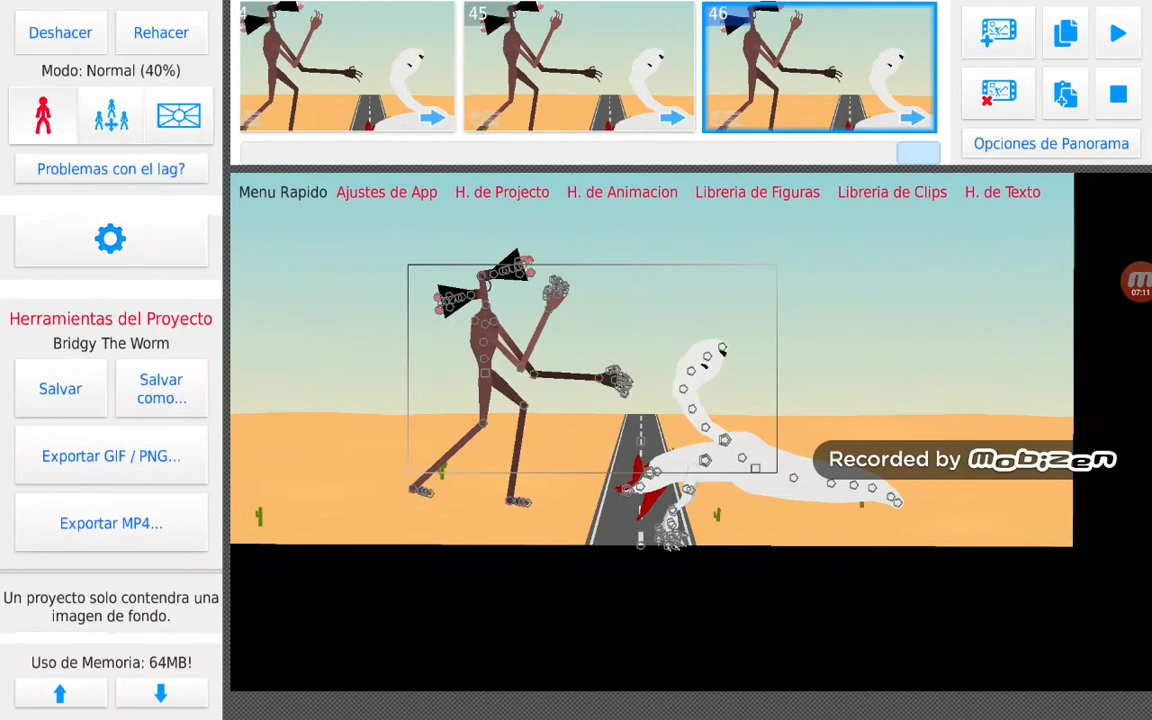 Deshacer
Rehacer
Modo: Normal (40%)
Problemas con el lag?
Herramientas del Proyecto
Bridgy The Worm
Salvar
Salvar como...
Exportar GIF / PNG...
Exportar MP4...
Un proyecto solo contendra una
imagen de fondo.
Uso de Memoria: 64MB!
4
45
46
Opciones de Panorama
Menu Rapido Ajustes de App H. de Projecto H. de Animacion Libreria de Figuras Libreria de Clips H. de Texto
07:11
Recorded by mobizen